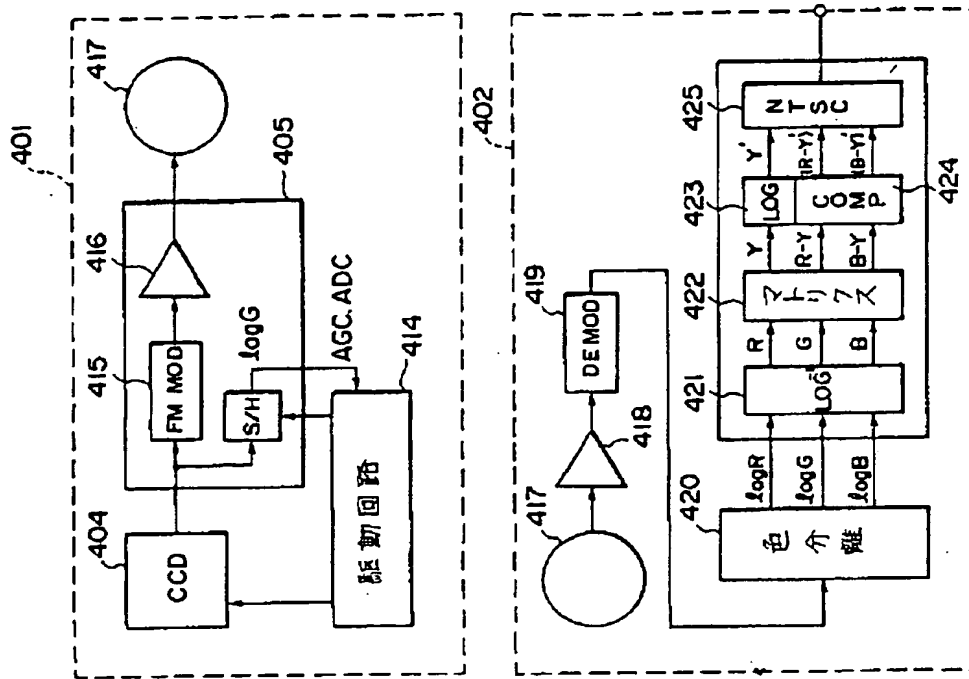 401
417
405
416
415
FM MOD
logG
S/H
AGC.ADC
404
CCD
414
駆動回路
402
417
418
419
DEMOD
420
色分離
logR
logG
logB
421
LOG
R
G
B
422
マトリクス
Y
R-Y
B-Y
423
LOG
COMP
424
Y'
(R-Y)'
(B-Y)'
425
NTSC